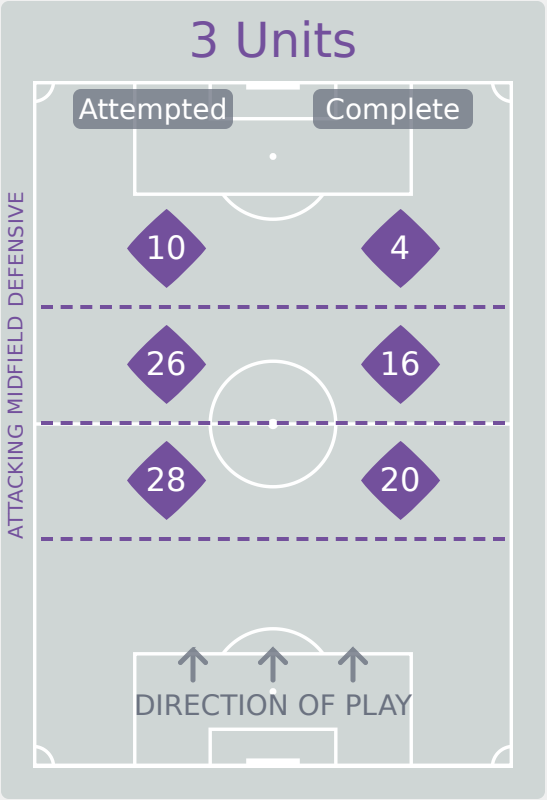 3 Units
Attempted
Complete
ATTACKING MIDFIELD DEFENSIVE
10
4
26
16
28
20
DIRECTION OF PLAY